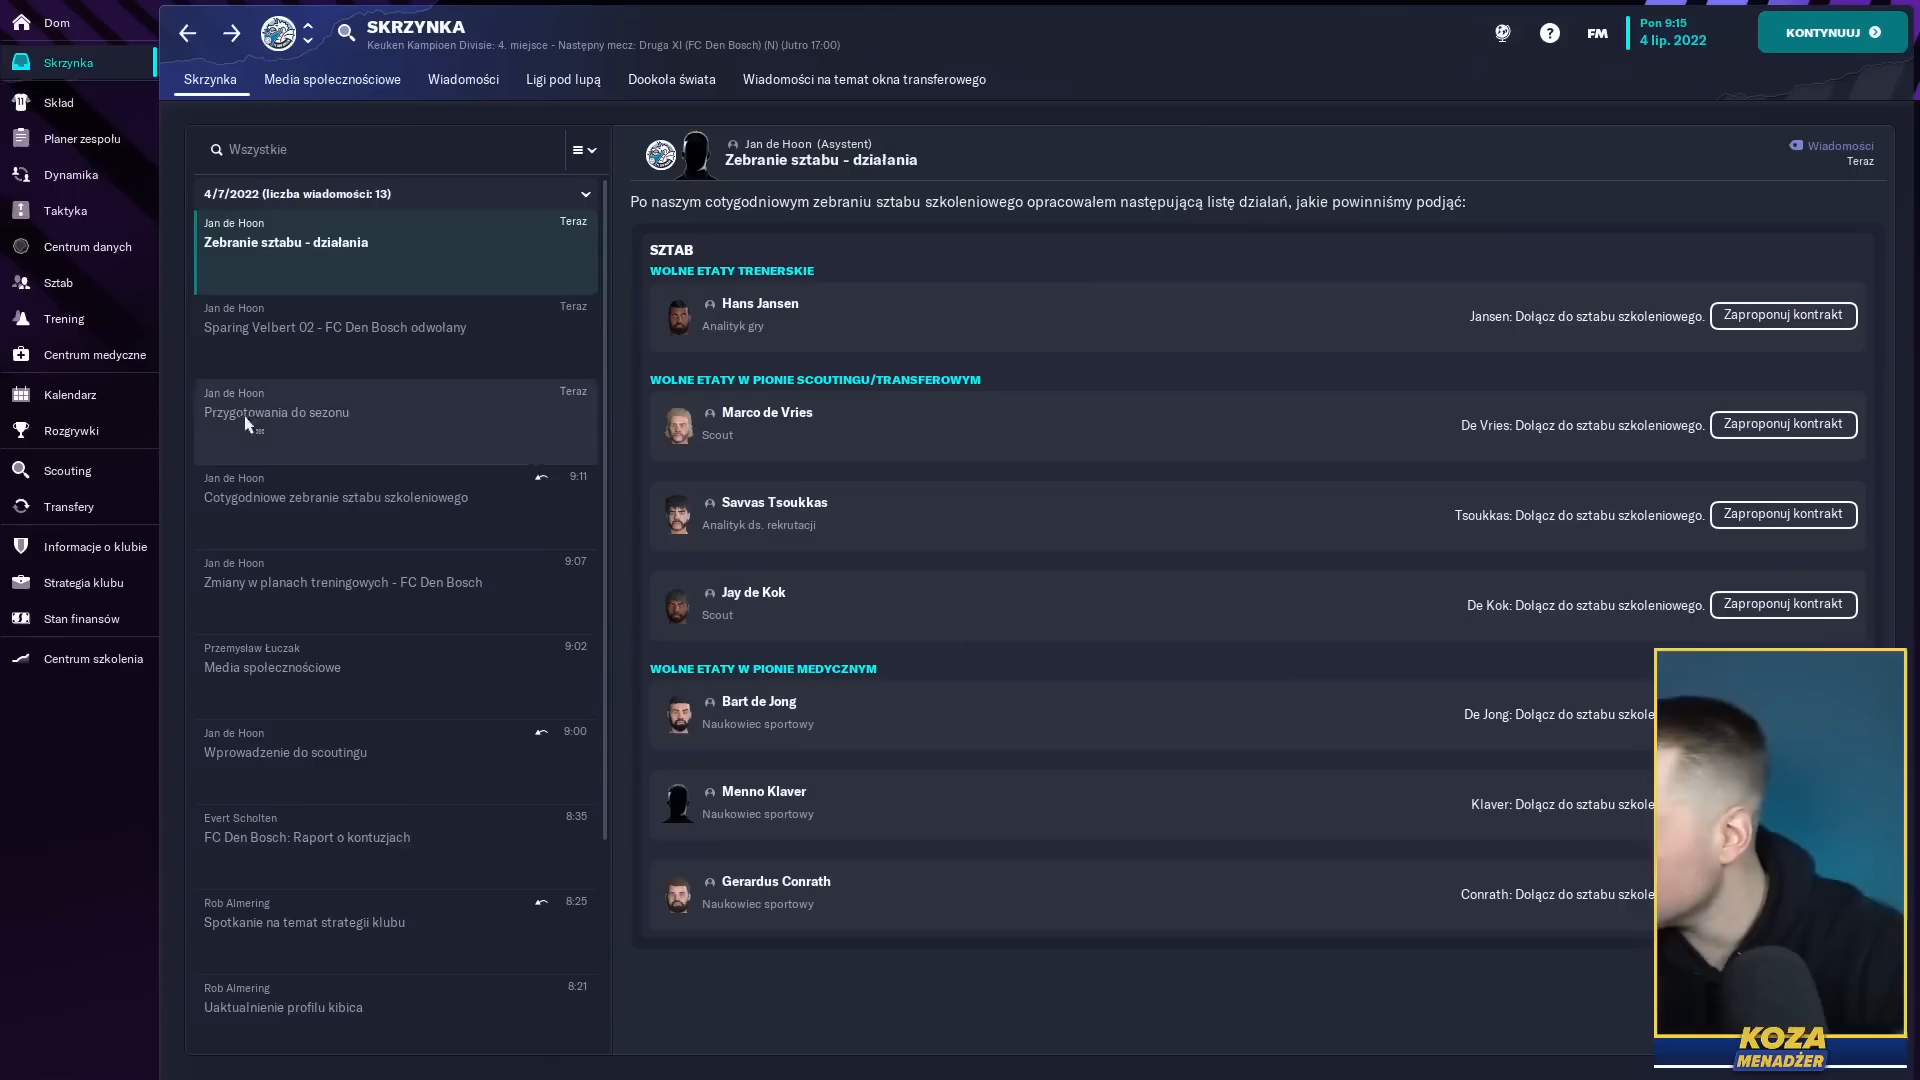 Dom
Skrzynka
Skład
Planer zespołu
Dynamika
Taktyka
Centrum danych
Sztab
Trening
Centrum medyczne
Kalendarz
Rozgrywki
Scouting
Transfery
Informacje o klubie
Strategia klubu
Stan finansów
Centrum szkolenia
SKRZYNKA
Keuken Kampioen Divisie: 4. miejsce - Następny mecz: Druga XI (FC Den Bosch) (N) (Jutro 17:00)
FM
Pon 9:15
4 lip. 2022
KONTYNUUJ
Skrzynka Media społecznościowe Wiadomości Ligi pod lupą Dookoła świata Wiadomości na temat okna transferowego
Wszystkie
4/7/2022 (liczba wiadomości: 13)
Jan de Hoon Teraz
Zebranie sztabu - działania
Jan de Hoon Teraz
Sparing Velbert 02 - FC Den Bosch odwołany
Jan de Hoon Teraz
Przygotowania do sezonu
Jan de Hoon 9:11
Cotygodniowe zebranie sztabu szkoleniowego
Jan de Hoon 9:07
Zmiany w planach treningowych - FC Den Bosch
Przemysław Łuczak 9:02
Media społecznościowe
Jan de Hoon 9:00
Wprowadzenie do scoutingu
Evert Scholten 8:35
FC Den Bosch: Raport o kontuzjach
Rob Almering 8:25
Spotkanie na temat strategii klubu
Rob Almering 8:21
Uaktualnienie profilu kibica
Jan de Hoon (Asystent)
Zebranie sztabu - działania
Wiadomości
Teraz
Po naszym cotygodniowym zebraniu sztabu szkoleniowego opracowałem następującą listę działań, jakie powinniśmy podjąć:
SZTAB
WOLNE ETATY TRENERSKIE
Hans Jansen
Analityk gry
Jansen: Dołącz do sztabu szkoleniowego. Zaproponuj kontrakt
WOLNE ETATY W PIONIE SCOUTINGU/TRANSFEROWYM
Marco de Vries
Scout
De Vries: Dołącz do sztabu szkoleniowego. Zaproponuj kontrakt
Savvas Tsoukkas
Analityk ds. rekrutacji
Tsoukkas: Dołącz do sztabu szkoleniowego. Zaproponuj kontrakt
Jay de Kok
Scout
De Kok: Dołącz do sztabu szkoleniowego. Zaproponuj kontrakt
WOLNE ETATY W PIONIE MEDYCZNYM
Bart de Jong
Naukowiec sportowy
De Jong: Dołącz do sztabu szkole
Menno Klaver
Naukowiec sportowy
Klaver: Dołącz do sztabu szkole
Gerardus Conrath
Naukowiec sportowy
Conrath: Dołącz do sztabu szkole
KOZA
MENADŻER